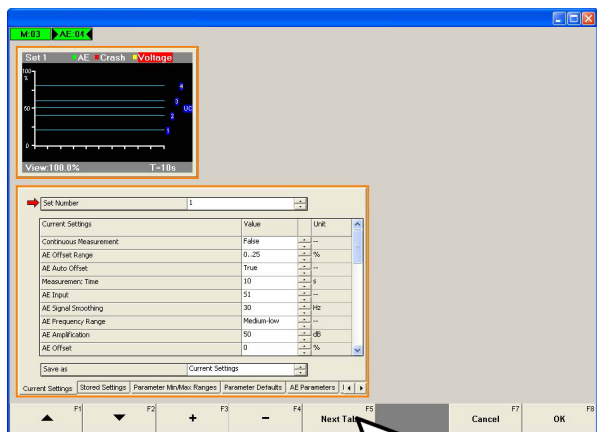 M:03 AE:04
Set 1 AE Crash Voltage
100
%
4
3
50
UC
2
1
0
View:100.0% T=10s
Set Number 1
Current Settings Value Unit
Continuous Measurement False --
AE Offset Range 0..25 %
AE Auto Offset True --
Measurement Time 10 s
AE Input 51 --
AE Signal Smoothing 30 Hz
AE Frequency Range Medium-low --
AE Amplification 50 dB
AE Offset 0 %
Save as Current Settings
Current Settings Stored Settings Parameter Min/Max Ranges Parameter Defaults AE Parameters
F1 F2 F3 F4 F5 F7 F8
+ - Next Tab Cancel OK